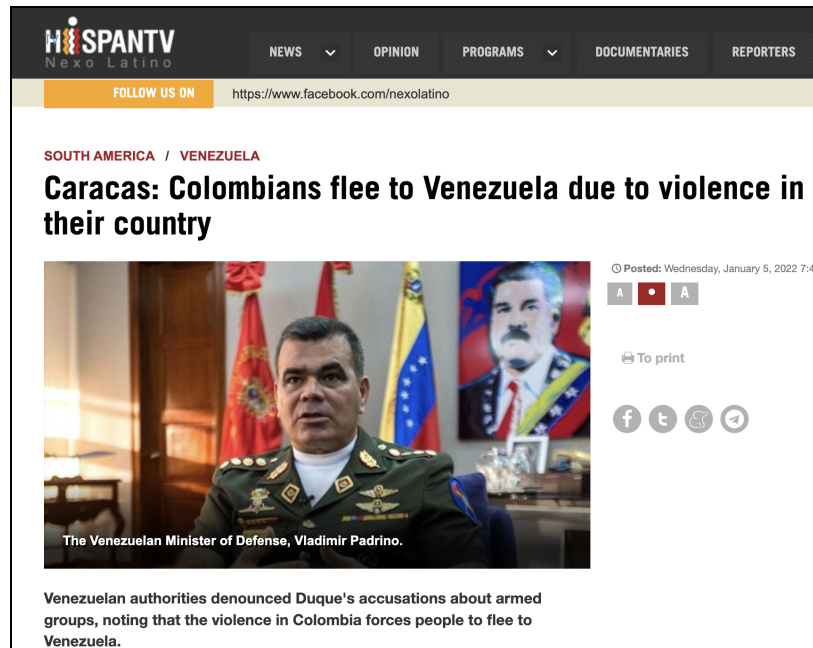 HISPANTV
Nexo Latino
NEWS
OPINION
PROGRAMS
DOCUMENTARIES
REPORTERS
FOLLOW US ON
https://www.facebook.com/nexolatino
SOUTH AMERICA / VENEZUELA
Caracas: Colombians flee to Venezuela due to violence in
their country
Posted: Wednesday, January 5, 2022 7:4
A
A
To print
The Venezuelan Minister of Defense, Vladimir Padrino.
Venezuelan authorities denounced Duque's accusations about armed
groups, noting that the violence in Colombia forces people to flee to
Venezuela.